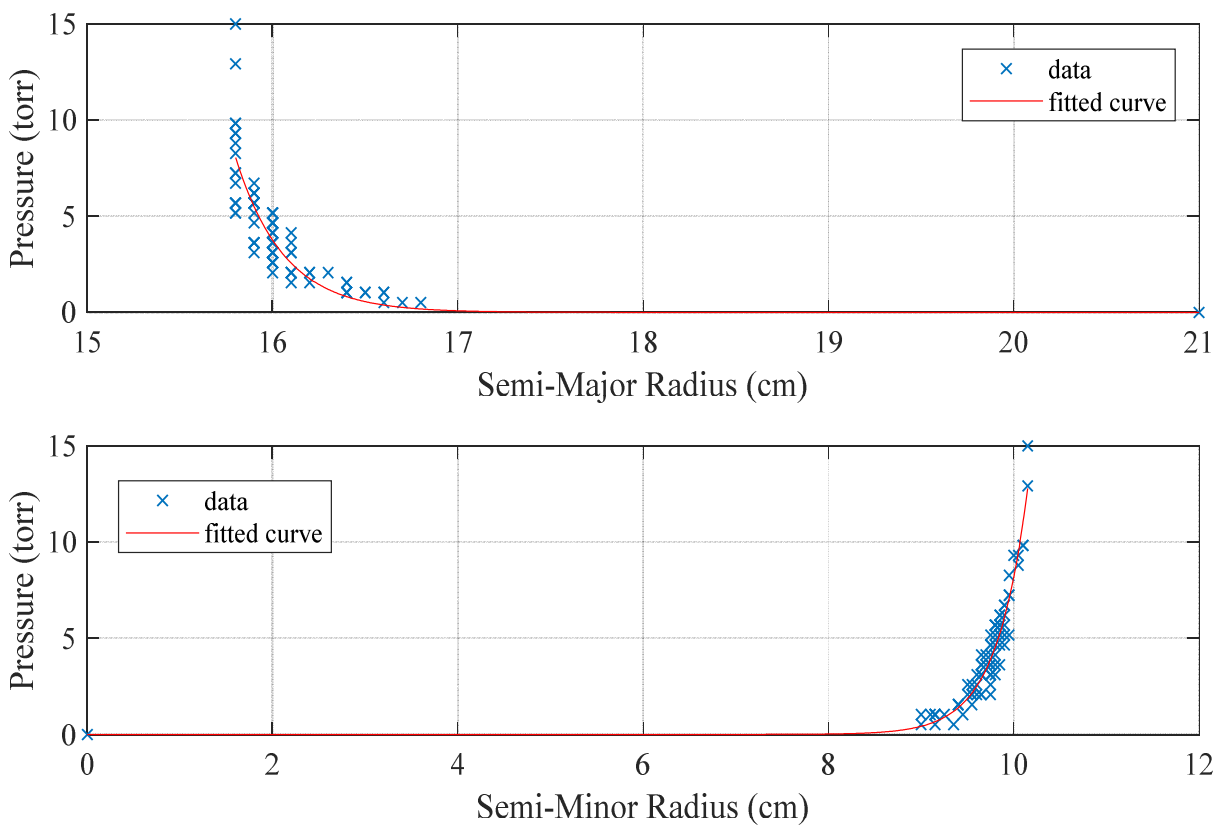 15
10
5
0
Pressure (torr)
data
fitted curve
15 16 17 18 19 20 21
Semi-Major Radius (cm)
15
10
5
0
Pressure (torr)
data
fitted curve
0 2 4 6 8 10 12
Semi-Minor Radius (cm)